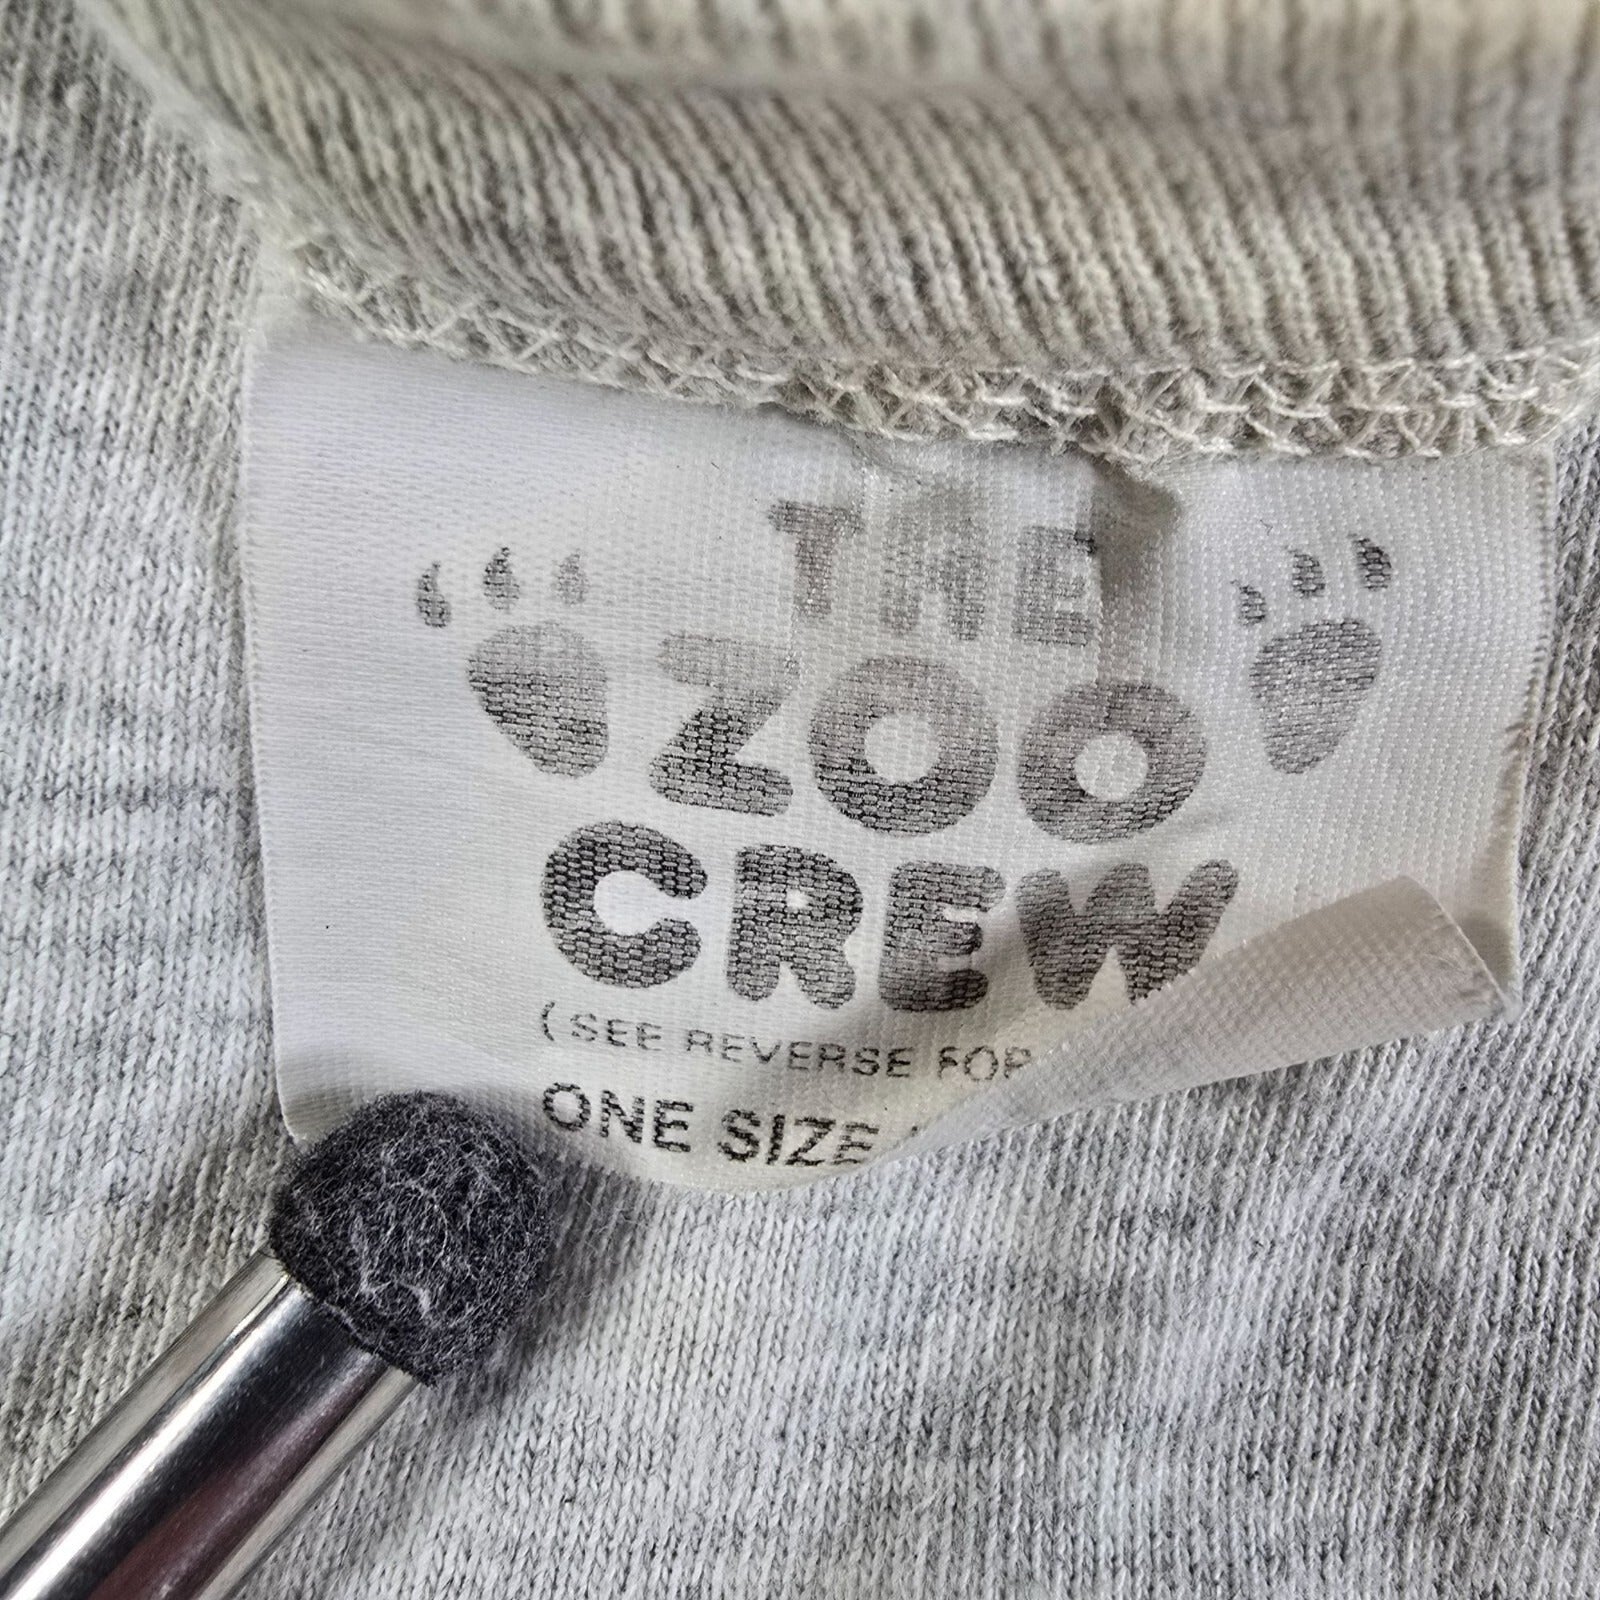 THE
ZOO
CREW
(SEE REVERSE FOR
ONE SIZE